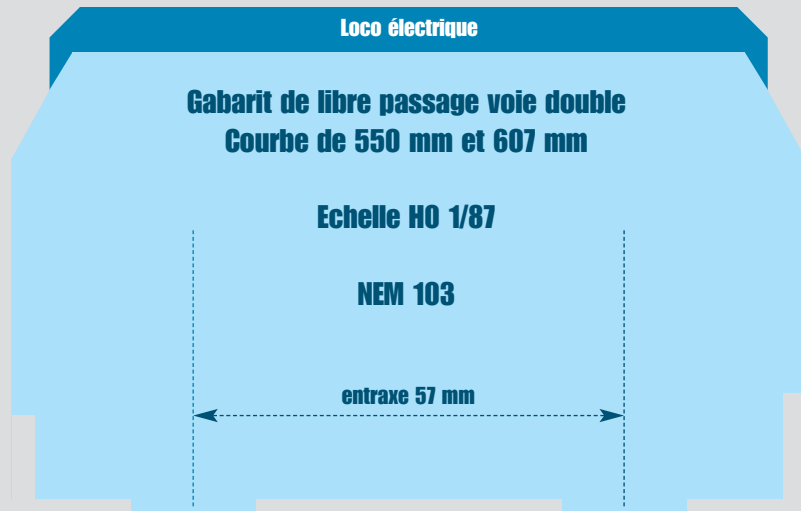 Loco électrique
Gabarit de libre passage voie double
Courbe de 550 mm et 607 mm
Echelle HO 1/87
NEM 103
entraxe 57 mm